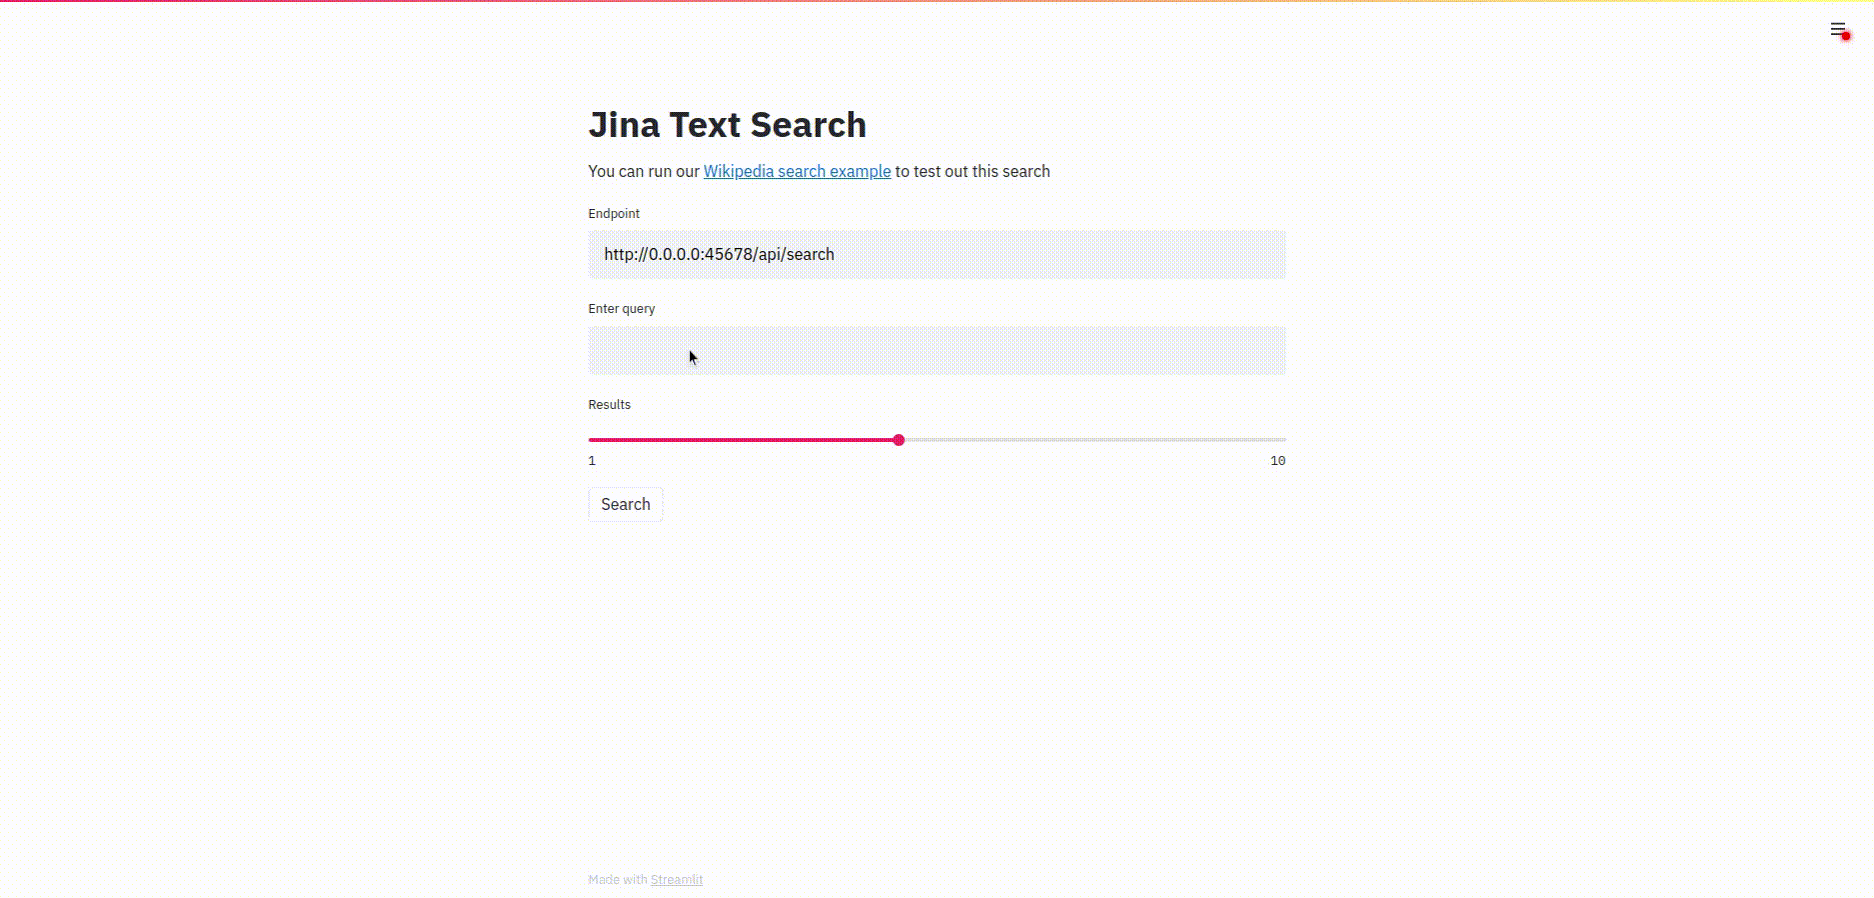 Jina Text Search
You can run our Wikipedia search example to test out this search
Endpoint
http://0.0.0.0:45678/api/search
Enter query
Results
1 10
Search
Made with Streamlit